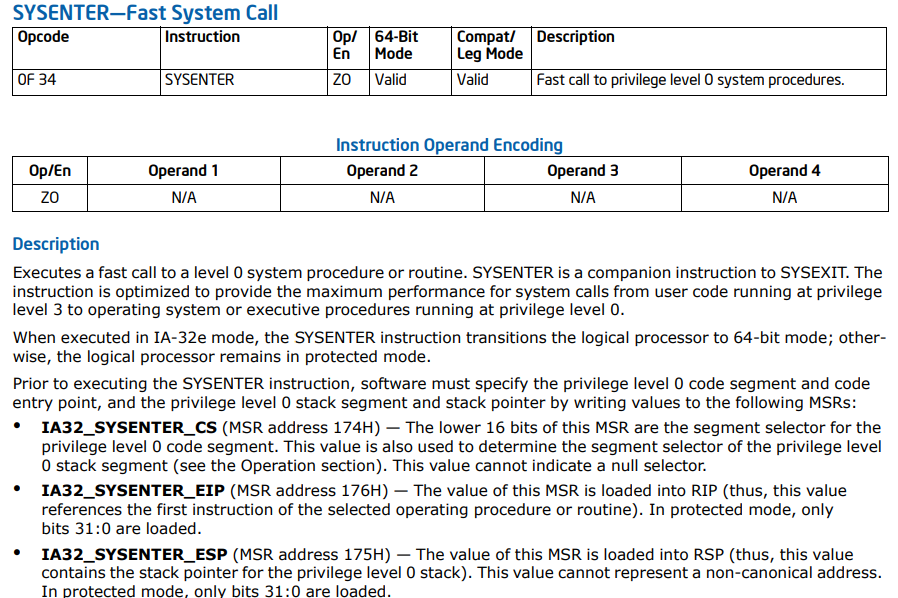 SYSENTER—Fast System Call
Opcode Instruction Op/ 64-Bit Compat/ Description
En Mode Leg Mode
0F 34 SYSENTER ZO Valid Valid Fast call to privilege level 0 system procedures.
Instruction Operand Encoding
Op/En Operand 1 Operand 2 Operand 3 Operand 4
ZO N/A N/A N/A N/A
Description
Executes a fast call to a level 0 system procedure or routine. SYSENTER is a companion instruction to SYSEXIT. The
instruction is optimized to provide the maximum performance for system calls from user code running at privilege
level 3 to operating system or executive procedures running at privilege level 0.
When executed in IA-32e mode, the SYSENTER instruction transitions the logical processor to 64-bit mode; other-
wise, the logical processor remains in protected mode.
Prior to executing the SYSENTER instruction, software must specify the privilege level 0 code segment and code
entry point, and the privilege level 0 stack segment and stack pointer by writing values to the following MSRs:
• IA32_SYSENTER_CS (MSR address 174H) — The lower 16 bits of this MSR are the segment selector for the
privilege level 0 code segment. This value is also used to determine the segment selector of the privilege level
0 stack segment (see the Operation section). This value cannot indicate a null selector.
• IA32_SYSENTER_EIP (MSR address 176H) — The value of this MSR is loaded into RIP (thus, this value
references the first instruction of the selected operating procedure or routine). In protected mode, only
bits 31:0 are loaded.
• IA32_SYSENTER_ESP (MSR address 175H) — The value of this MSR is loaded into RSP (thus, this value
contains the stack pointer for the privilege level 0 stack). This value cannot represent a non-canonical address.
In protected mode, only bits 31:0 are loaded.